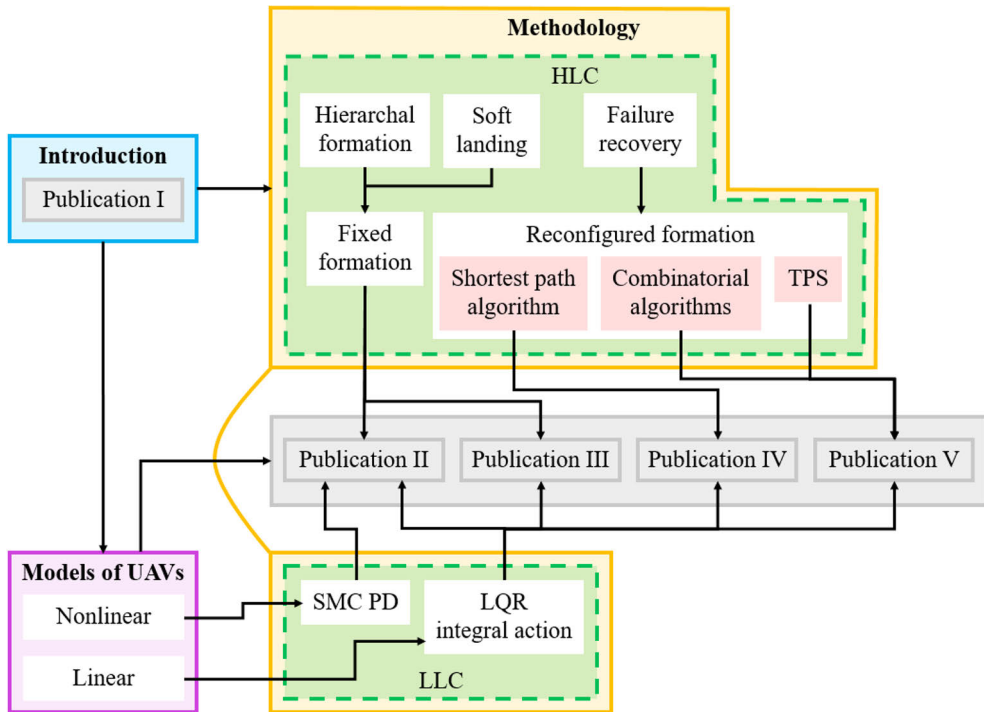 Methodology
HLC
Hierarchal
formation
Soft
landing
Failure
recovery
Introduction
Publication I
Fixed
formation
Reconfigured formation
Shortest path
algorithm
Combinatorial
algorithms
TPS
Publication II
Publication III
Publication IV
Publication V
Models of UAVs
Nonlinear
Linear
SMC PD
LQR
integral action
LLC